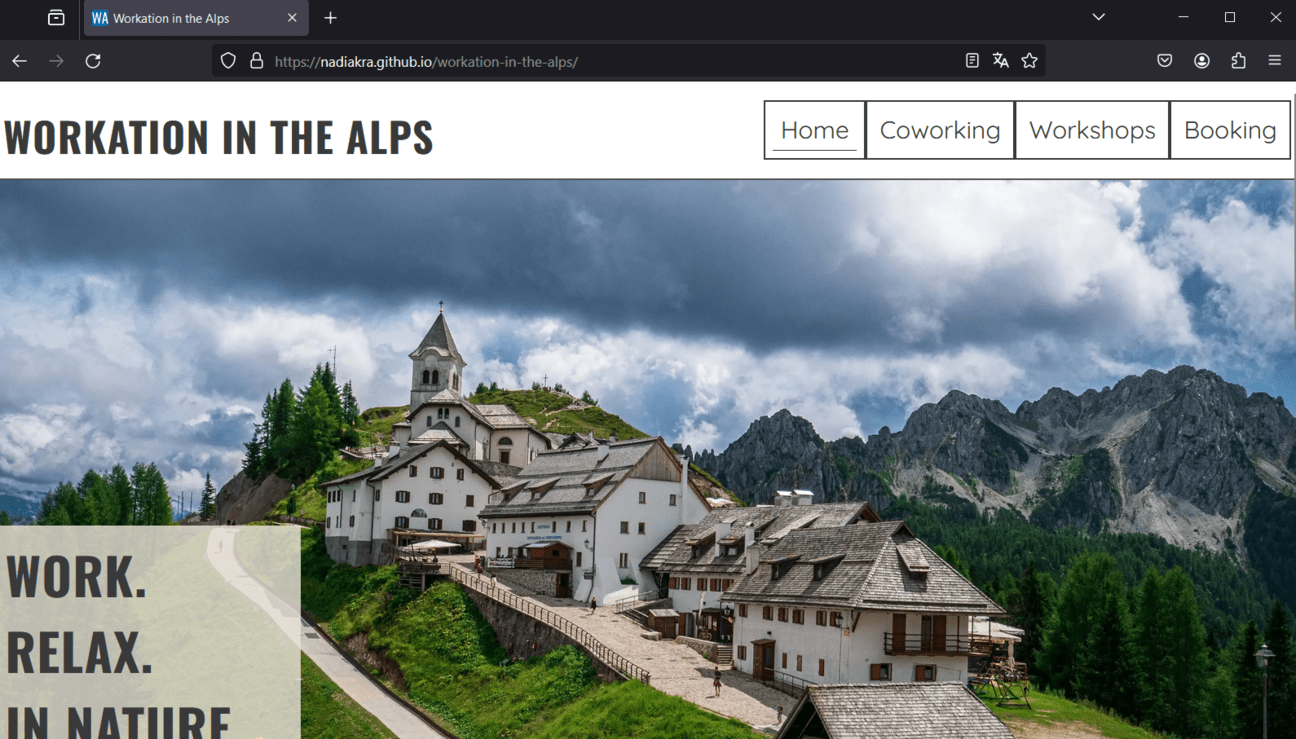 WA Workation in the Alps
https://nadiakra.github.io/workation-in-the-alps/
WORKATION IN THE ALPS
Home Coworking Workshops Booking
WORK.
RELAX.
IN NATURE